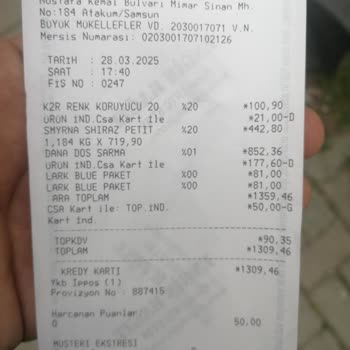 Mustafa Kemal Bulvarı Mimar Sinan Mh.
No:184 Atakum/Samsun
BÜYÜK MÜKELLEFLER VD. 2030017071 V.N.
Mersis Numarası: 0203001707102126
TARİH : 28.03.2025
SAAT : 17:40
FİŞ NO : 0247
K2R RENK KORUYUCU 20 %20 *100,90
ÜRÜN İND.Csa Kart ile *21,00-D
SMYRNA SHIRAZ PETIT %20 *442,80
1,184 KG X 719,90
DANA DOS SARMA %01 *852,36
ÜRÜN İND.Csa Kart ile *177,60-D
LARK BLUE PAKET %00 *81,00
LARK BLUE PAKET %00 *81,00
ARA TOPLAM *1359,46
CSA Kart ile: TOP.İND. *50,00-G
Kart ind.
TOPKDV *90,35
TOPLAM *1309,46
KREDY KARTI *1309,46
Ykb Ippos (1)
Provizyon No : 887415
Harcanan Puanlar:
0 50.00
MUSTERI EKSTRESI